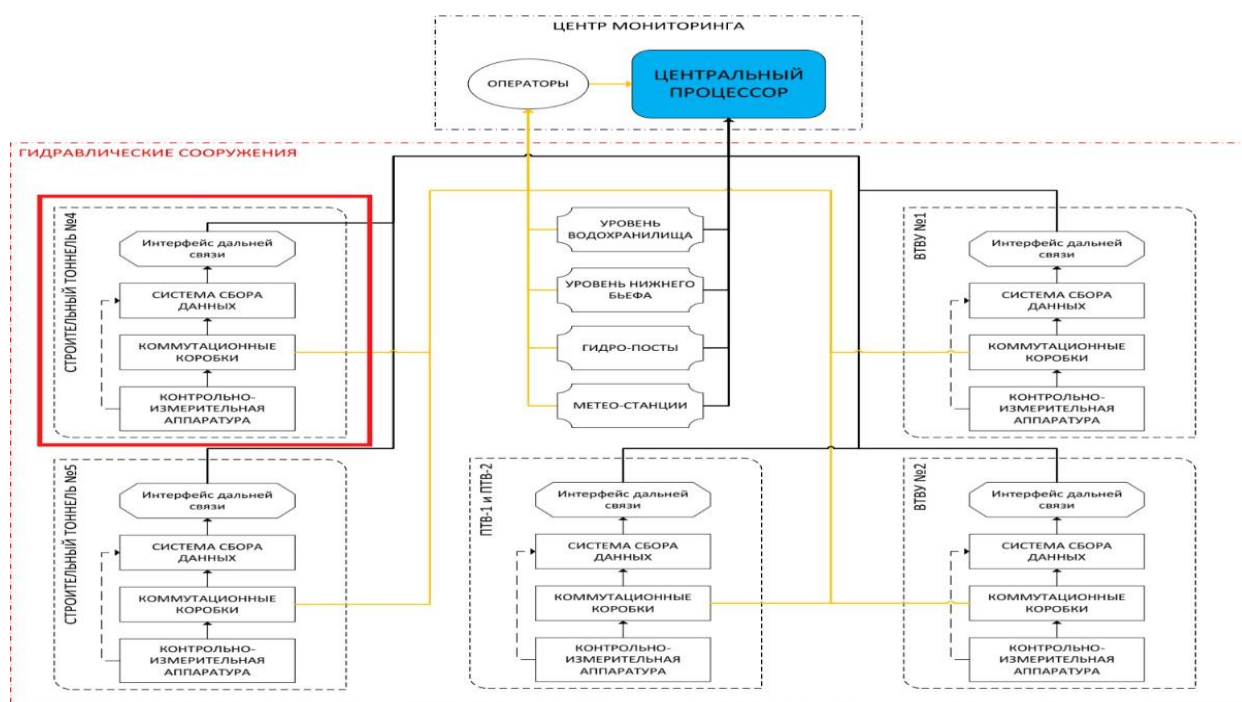 ЦЕНТР МОНИТОРИНГА
ОПЕРАТОРЫ
ЦЕНТРАЛЬНЫЙ
ПРОЦЕССОР
ГИДРАВЛИЧЕСКИЕ СООРУЖЕНИЯ
СТРОИТЕЛЬНЫЙ ТОННЕЛЬ №4
Интерфейс дальней
связи
СИСТЕМА СБОРА
ДАННЫХ
КОММУТАЦИОННЫЕ
КОРОБКИ
КОНТРОЛЬНО-
ИЗМЕРИТЕЛЬНАЯ
АППАРАТУРА
УРОВЕНЬ
ВОДОХРАНИЛИЩА
УРОВЕНЬ НИЖНЕГО
БЬЕФА
ГИДРО-ПОСТЫ
МЕТЕО-СТАНЦИИ
ВТВУ №1
Интерфейс дальней
связи
СИСТЕМА СБОРА
ДАННЫХ
КОММУТАЦИОННЫЕ
КОРОБКИ
КОНТРОЛЬНО-
ИЗМЕРИТЕЛЬНАЯ
АППАРАТУРА
СТРОИТЕЛЬНЫЙ ТОННЕЛЬ №5
Интерфейс дальней
связи
СИСТЕМА СБОРА
ДАННЫХ
КОММУТАЦИОННЫЕ
КОРОБКИ
КОНТРОЛЬНО-
ИЗМЕРИТЕЛЬНАЯ
АППАРАТУРА
ПТВ-1 и ПТВ-2
Интерфейс дальней
связи
СИСТЕМА СБОРА
ДАННЫХ
КОММУТАЦИОННЫЕ
КОРОБКИ
КОНТРОЛЬНО-
ИЗМЕРИТЕЛЬНАЯ
АППАРАТУРА
ВТВУ №2
Интерфейс дальней
связи
СИСТЕМА СБОРА
ДАННЫХ
КОММУТАЦИОННЫЕ
КОРОБКИ
КОНТРОЛЬНО-
ИЗМЕРИТЕЛЬНАЯ
АППАРАТУРА